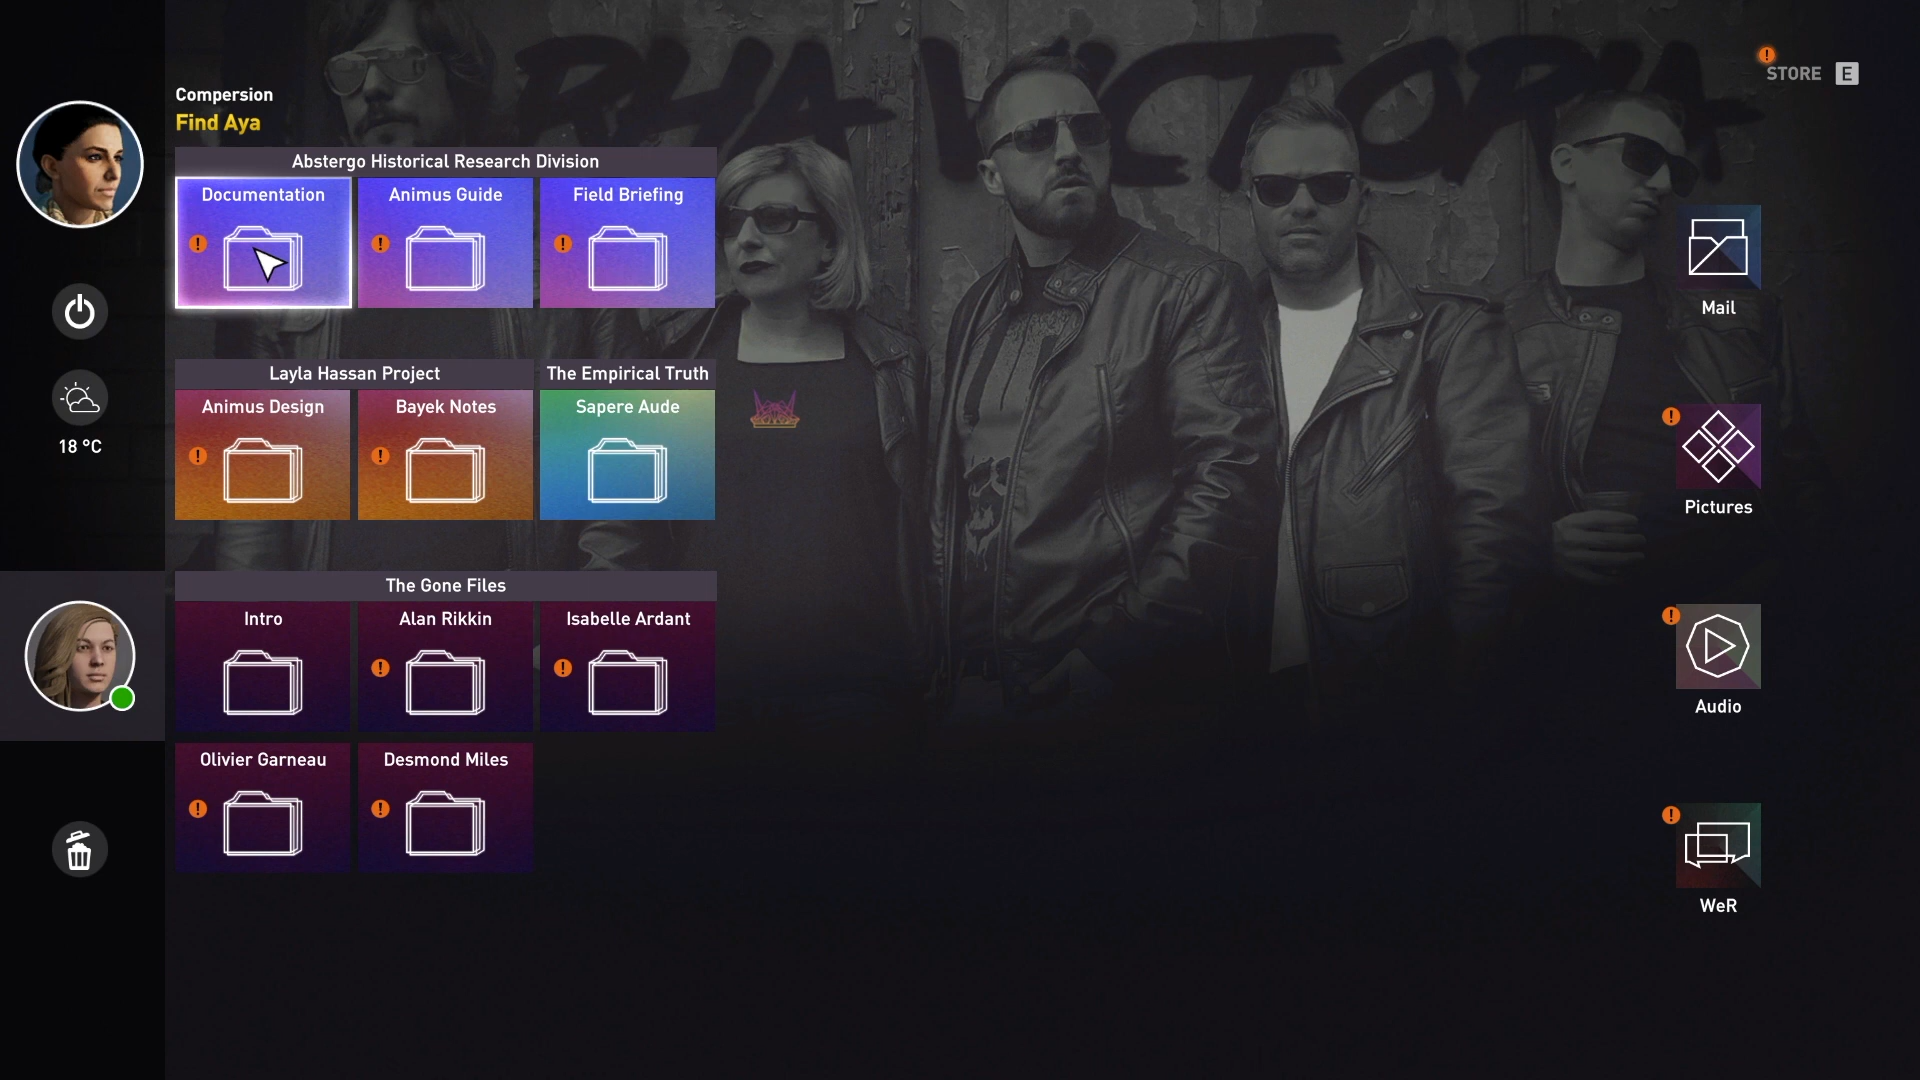 RHA VICTORIA
STORE E
Compersion
Find Aya
Abstergo Historical Research Division
Documentation
Animus Guide
Field Briefing
Layla Hassan Project
The Empirical Truth
Animus Design
Bayek Notes
Sapere Aude
18 °C
The Gone Files
Intro
Alan Rikkin
Isabelle Ardant
Olivier Garneau
Desmond Miles
Mail
Pictures
Audio
WeR